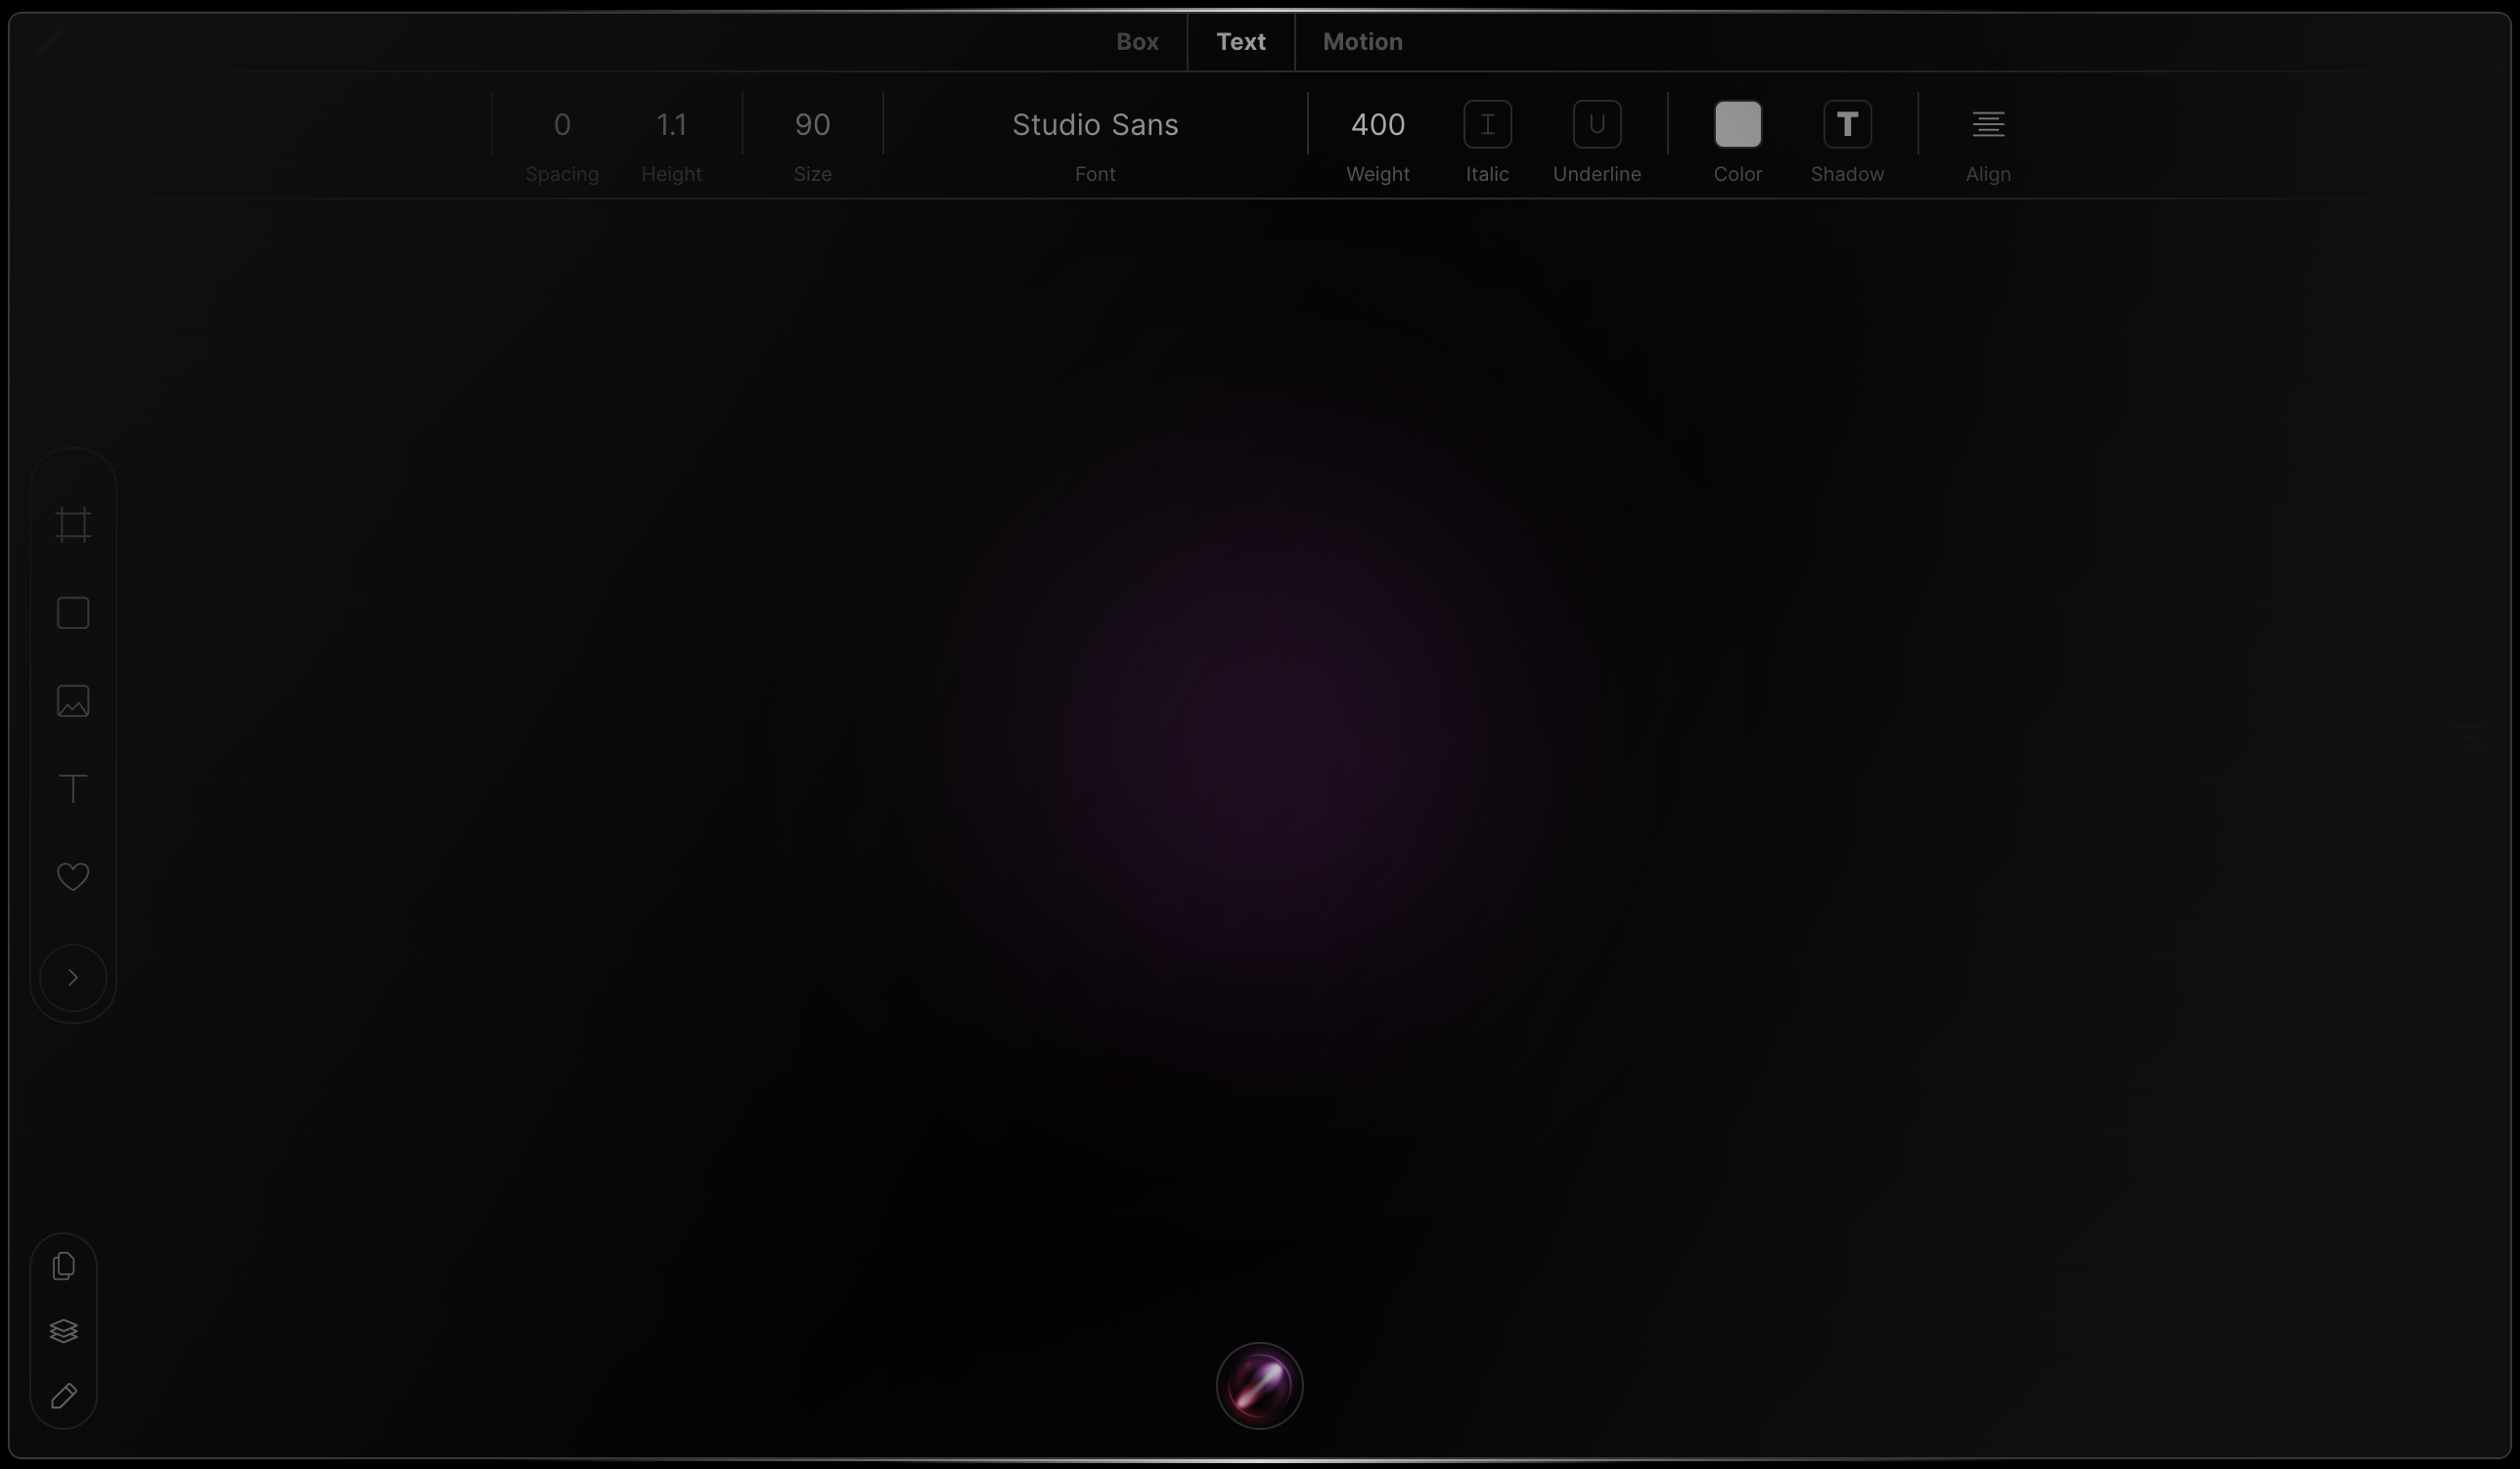 Box Text Motion
0 1.1 90 Studio Sans 400 I U T
Spacing Height Size Font Weight Italic Underline Color Shadow Align
T